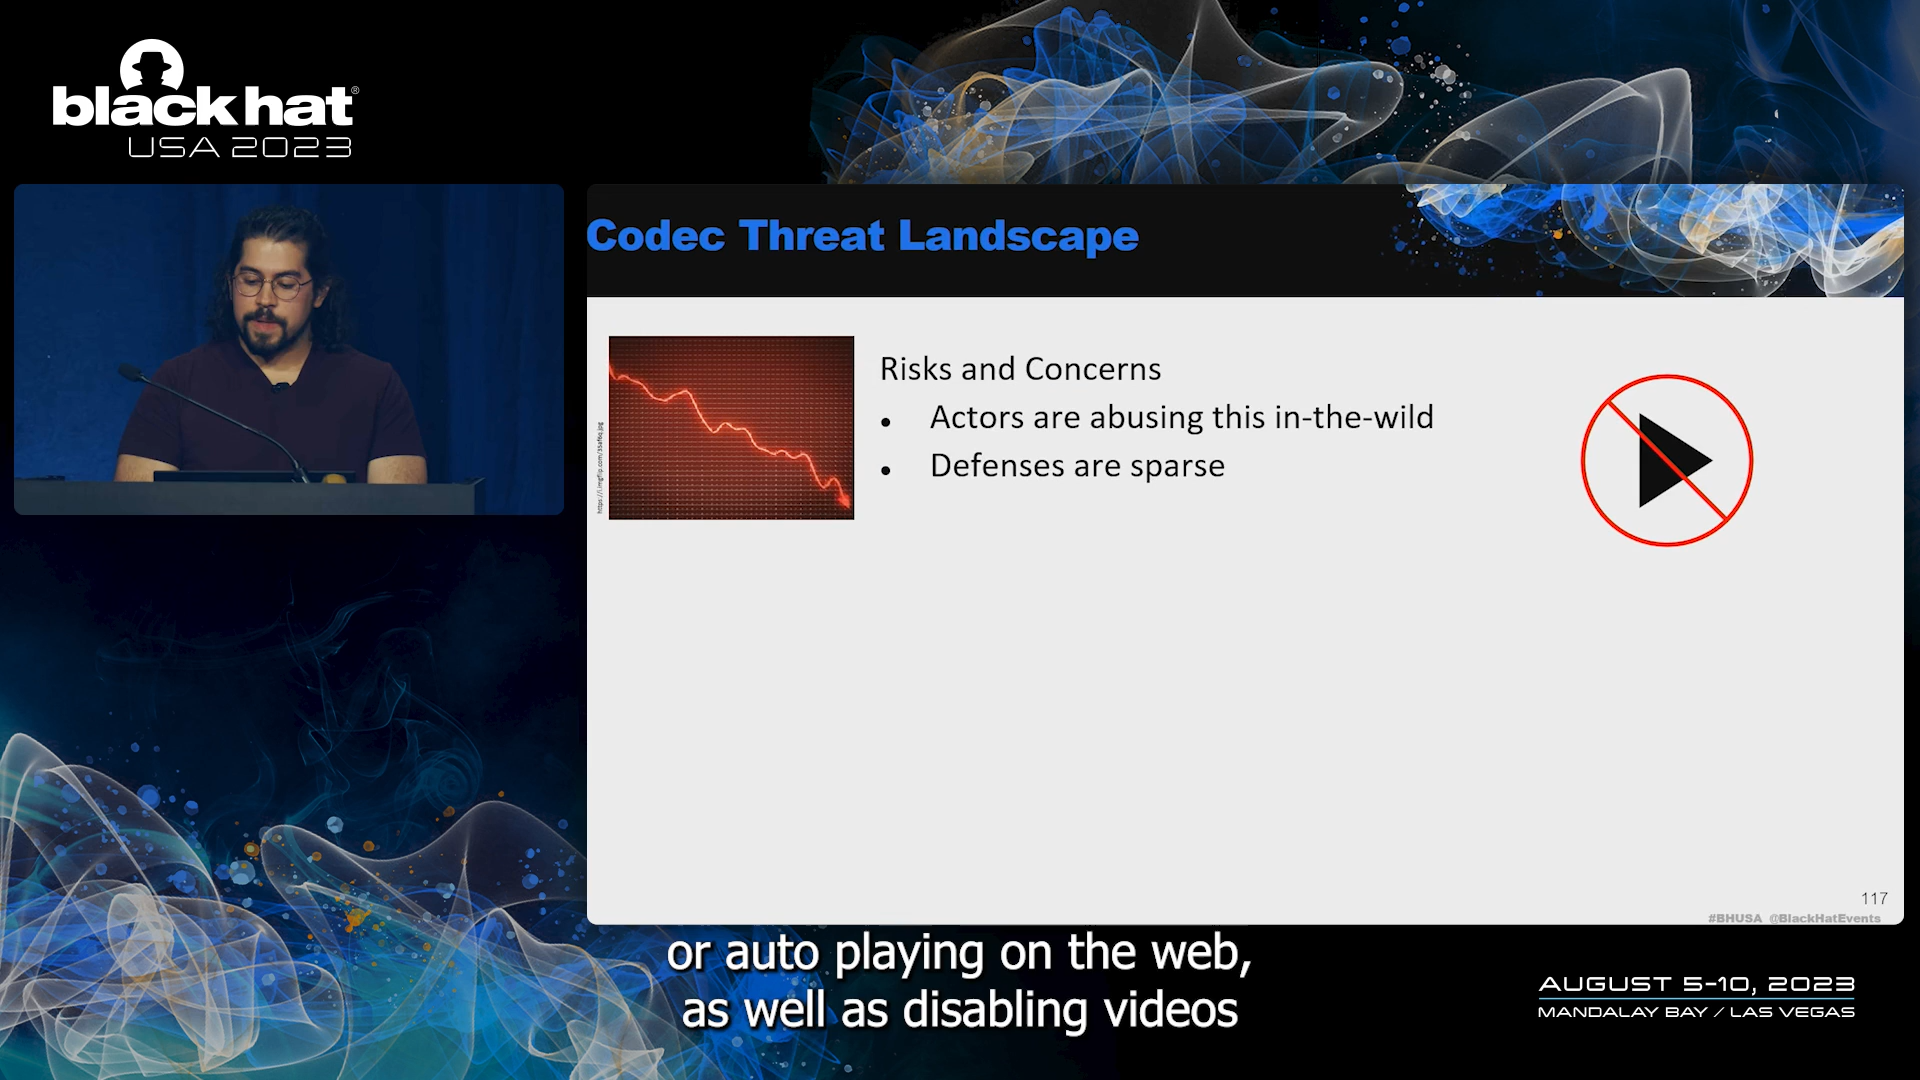 black hat®
USA 2023
Codec Threat Landscape
Risks and Concerns
• Actors are abusing this in-the-wild
• Defenses are sparse
117
#BHUSA @BlackHatEvents
or auto playing on the web,
as well as disabling videos
AUGUST 5-10, 2023
MANDALAY BAY / LAS VEGAS